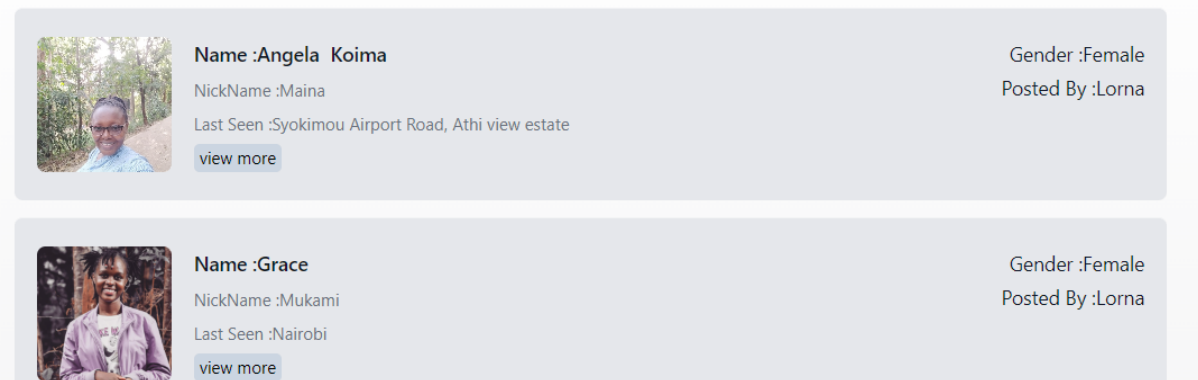 Name :Angela  Koima
Gender :Female
NickName :Maina
Posted By :Lorna
Last Seen :Syokimou Airport Road, Athi view estate
view more
Name :Grace
Gender :Female
NickName :Mukami
Posted By :Lorna
Last Seen :Nairobi
view more